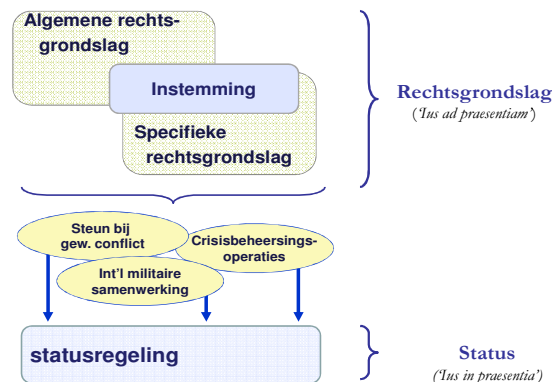 Algemene rechts-
grondslag
Instemming
Specifieke
rechtsgrondslag
Rechtsgrondslag
('Ius ad praesentiam')
Steun bij
gew. conflict
Crisisbeheersings-
operaties
Int'l militaire
samenwerking
statusregeling
Status
('Ius in praesentia')